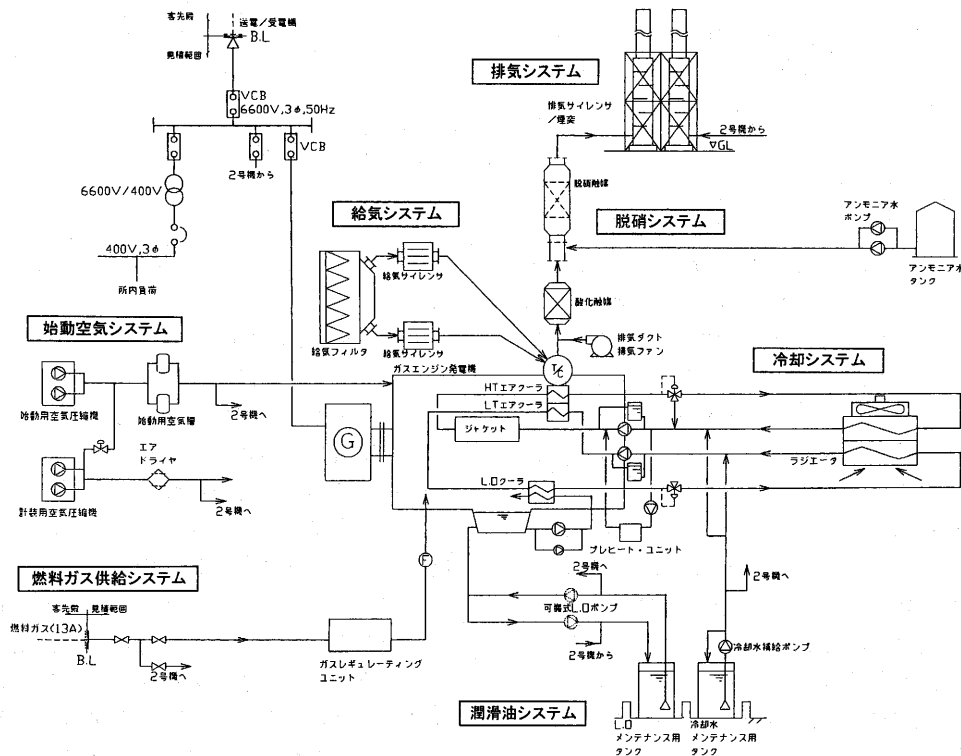 客先殿
送電/受電機
B.L
見積範囲
VCB
6600V,3φ,50Hz
VCB
2号機から
6600V/400V
400V,3φ
所内負荷
排気システム
排気サイレンサ
/煙突
2号機から
▽GL
脱硝触媒
脱硝システム
アンモニア水
ポンプ
アンモニア水
タンク
給気システム
給気サイレンサ
給気サイレンサ
給気フィルタ
酸化触媒
排気ダクト
掃気ファン
T/C
ガスエンジン発電機
始動空気システム
始動用空気圧縮機
始動用空気槽
2号機へ
エア
ドライヤ
計装用空気圧縮機
2号機へ
G
冷却システム
HTエアクーラ
LTエアクーラ
ジャケット
ラジエータ
L.Oクーラ
プレヒート・ユニット
燃料ガス供給システム
客先殿 見積範囲
燃料ガス(13A)
B.L
2号機へ
F
ガスレギュレーティング
ユニット
2号機へ
可搬式L.Oポンプ
2号機から
2号機へ
冷却水補給ポンプ
潤滑油システム
L.O
メンテナンス用
タンク
冷却水
メンテナンス用
タンク